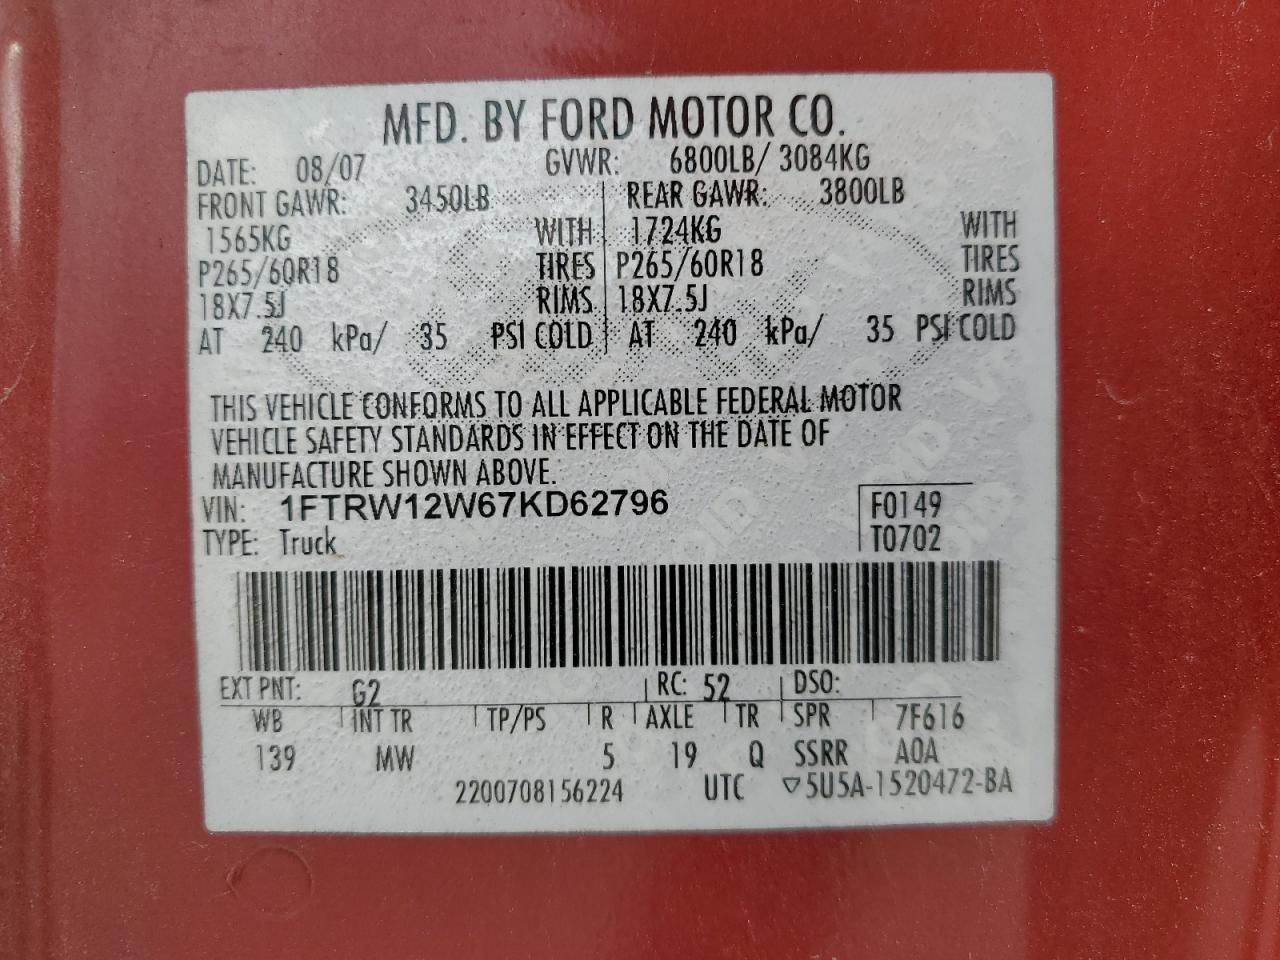 MFD. BY FORD MOTOR CO.
DATE: 08/07 GVWR: 6800LB/ 3084KG
FRONT GAWR: 3450LB REAR GAWR: 3800LB
1565KG WITH 1724KG WITH
P265/60R18 TIRES P265/60R18 TIRES
18X7.5J RIMS 18X7.5J RIMS
AT 240 kPa/ 35 PSI COLD AT 240 kPa/ 35 PSI COLD
THIS VEHICLE CONFORMS TO ALL APPLICABLE FEDERAL MOTOR
VEHICLE SAFETY STANDARDS IN EFFECT ON THE DATE OF
MANUFACTURE SHOWN ABOVE.
VIN: 1FTRW12W67KD62796 F0149
TYPE: Truck T0702
EXT PNT: G2 RC: 52 DSO:
WB INT TR TP/PS R AXLE TR SPR 7F616
139 MW 5 19 Q SSRR A0A
2200708156224 UTC ▽5U5A-1520472-BA